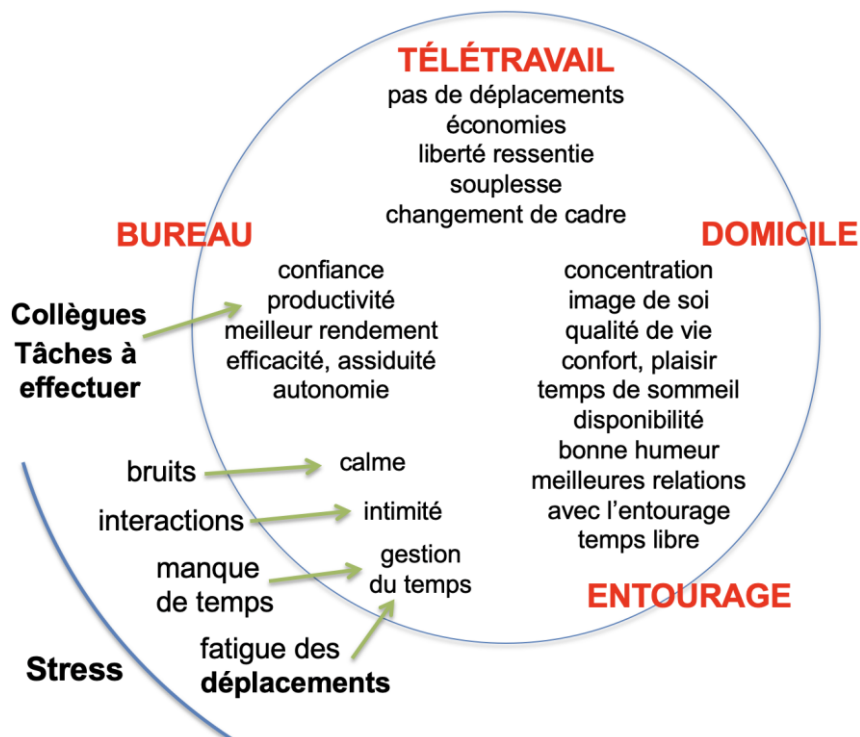 TÉLÉTRAVAIL
pas de déplacements
économies
liberté ressentie
souplesse
changement de cadre
BUREAU
DOMICILE
Collègues
Tâches à
effectuer
confiance
productivité
meilleur rendement
efficacité, assiduité
autonomie
concentration
image de soi
qualité de vie
confort, plaisir
temps de sommeil
disponibilité
bonne humeur
meilleures relations
avec l'entourage
temps libre
bruits
calme
interactions
intimité
manque
de temps
gestion
du temps
ENTOURAGE
fatigue des
déplacements
Stress